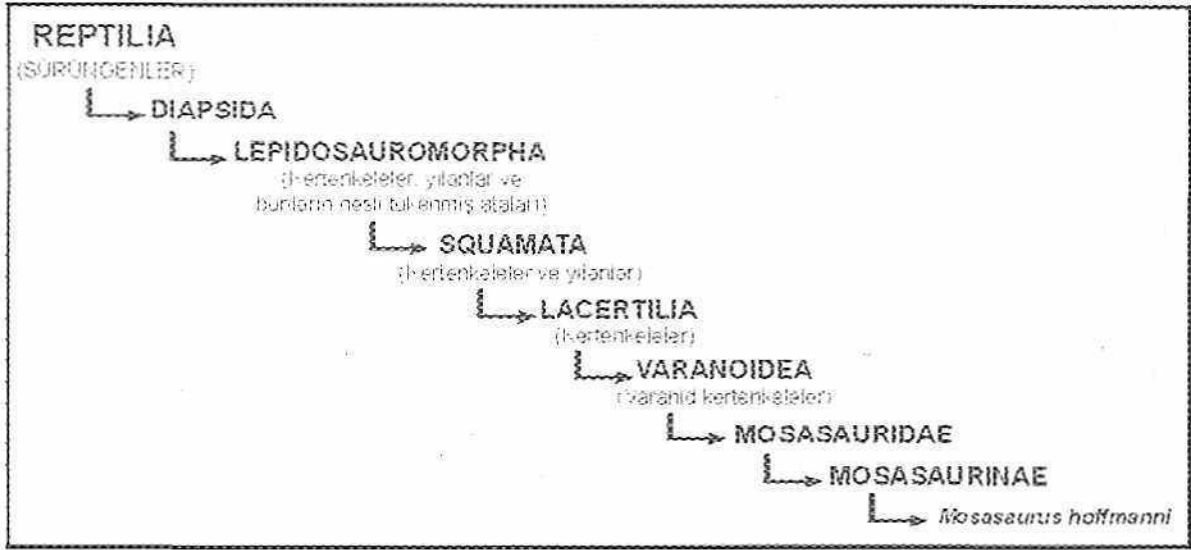 REPTILIA
(SÜRÜNGENLER)
DIAPSIDA
LEPIDOSAUROMORPHA
(Kertenkeleler, yılanlar ve
bunların nesli tükenmiş ataları)
SQUAMATA
(Kertenkeleler ve yılanlar)
LACERTILIA
(Kertenkeleler)
VARANOIDEA
(Varanid kertenkeleler)
MOSASAURIDAE
MOSASAURINAE
Mosasaurus hoffmanni